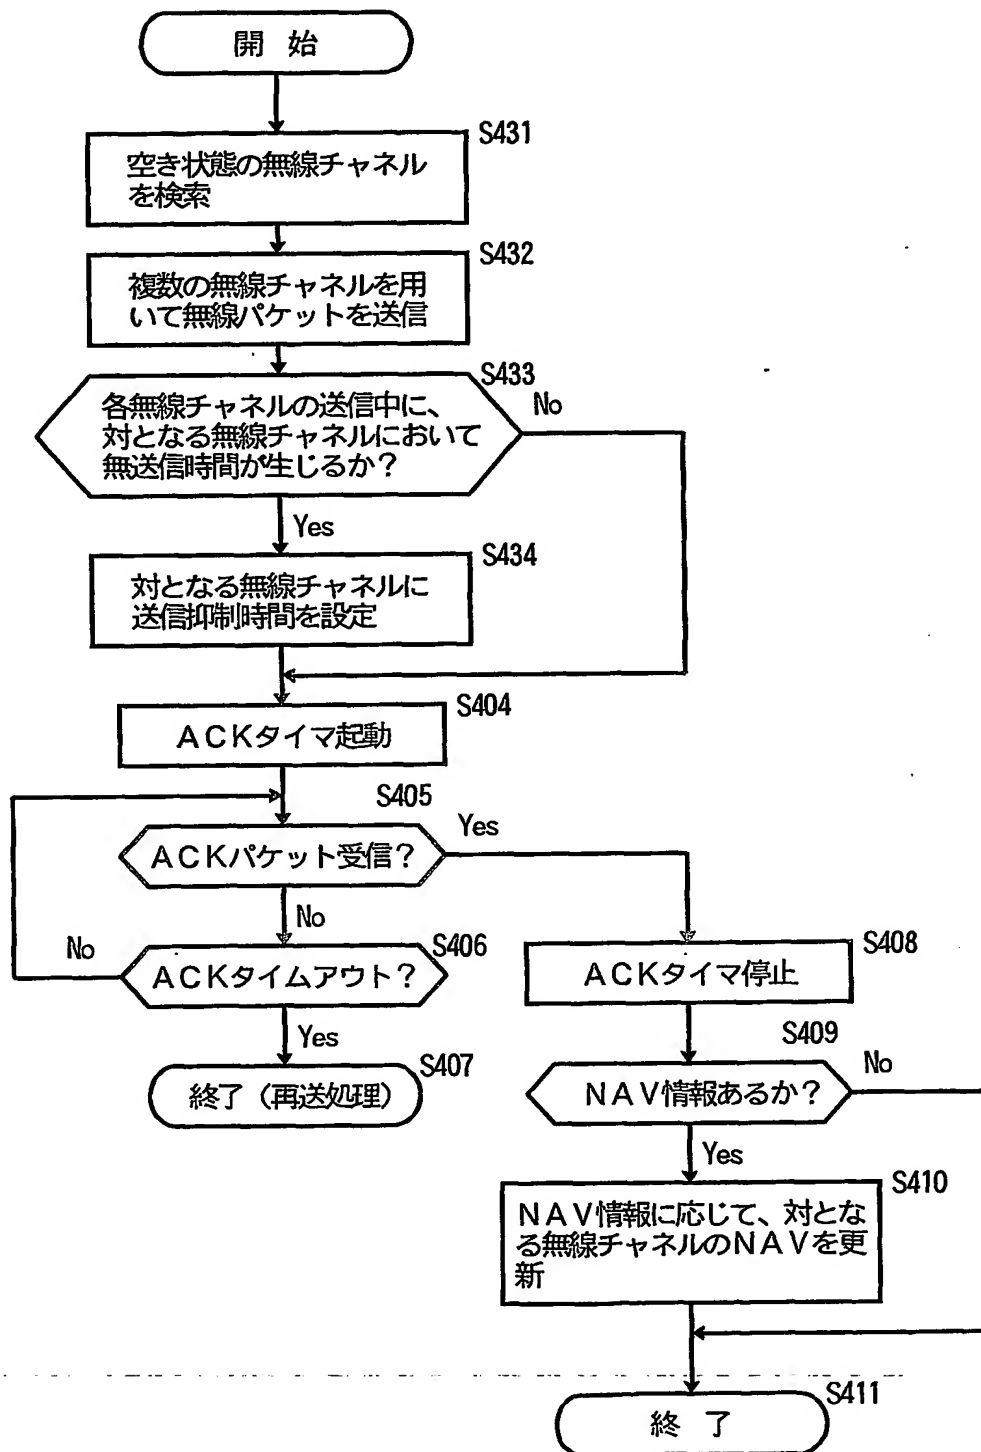 開 始
S431
空き状態の無線チャネル
を検索
S432
複数の無線チャネルを用
いて無線パケットを送信
S433
各無線チャネルの送信中に、
対となる無線チャネルにおいて
無送信時間が生じるか？
No
Yes
S434
対となる無線チャネルに
送信抑制時間を設定
S404
ACKタイマ起動
S405
ACKパケット受信？
Yes
No
S406
ACKタイムアウト？
No
Yes
S407
終了（再送処理）
S408
ACKタイマ停止
S409
NAV情報あるか？
No
Yes
S410
NAV情報に応じて、対とな
る無線チャネルのNAVを更
新
S411
終 了